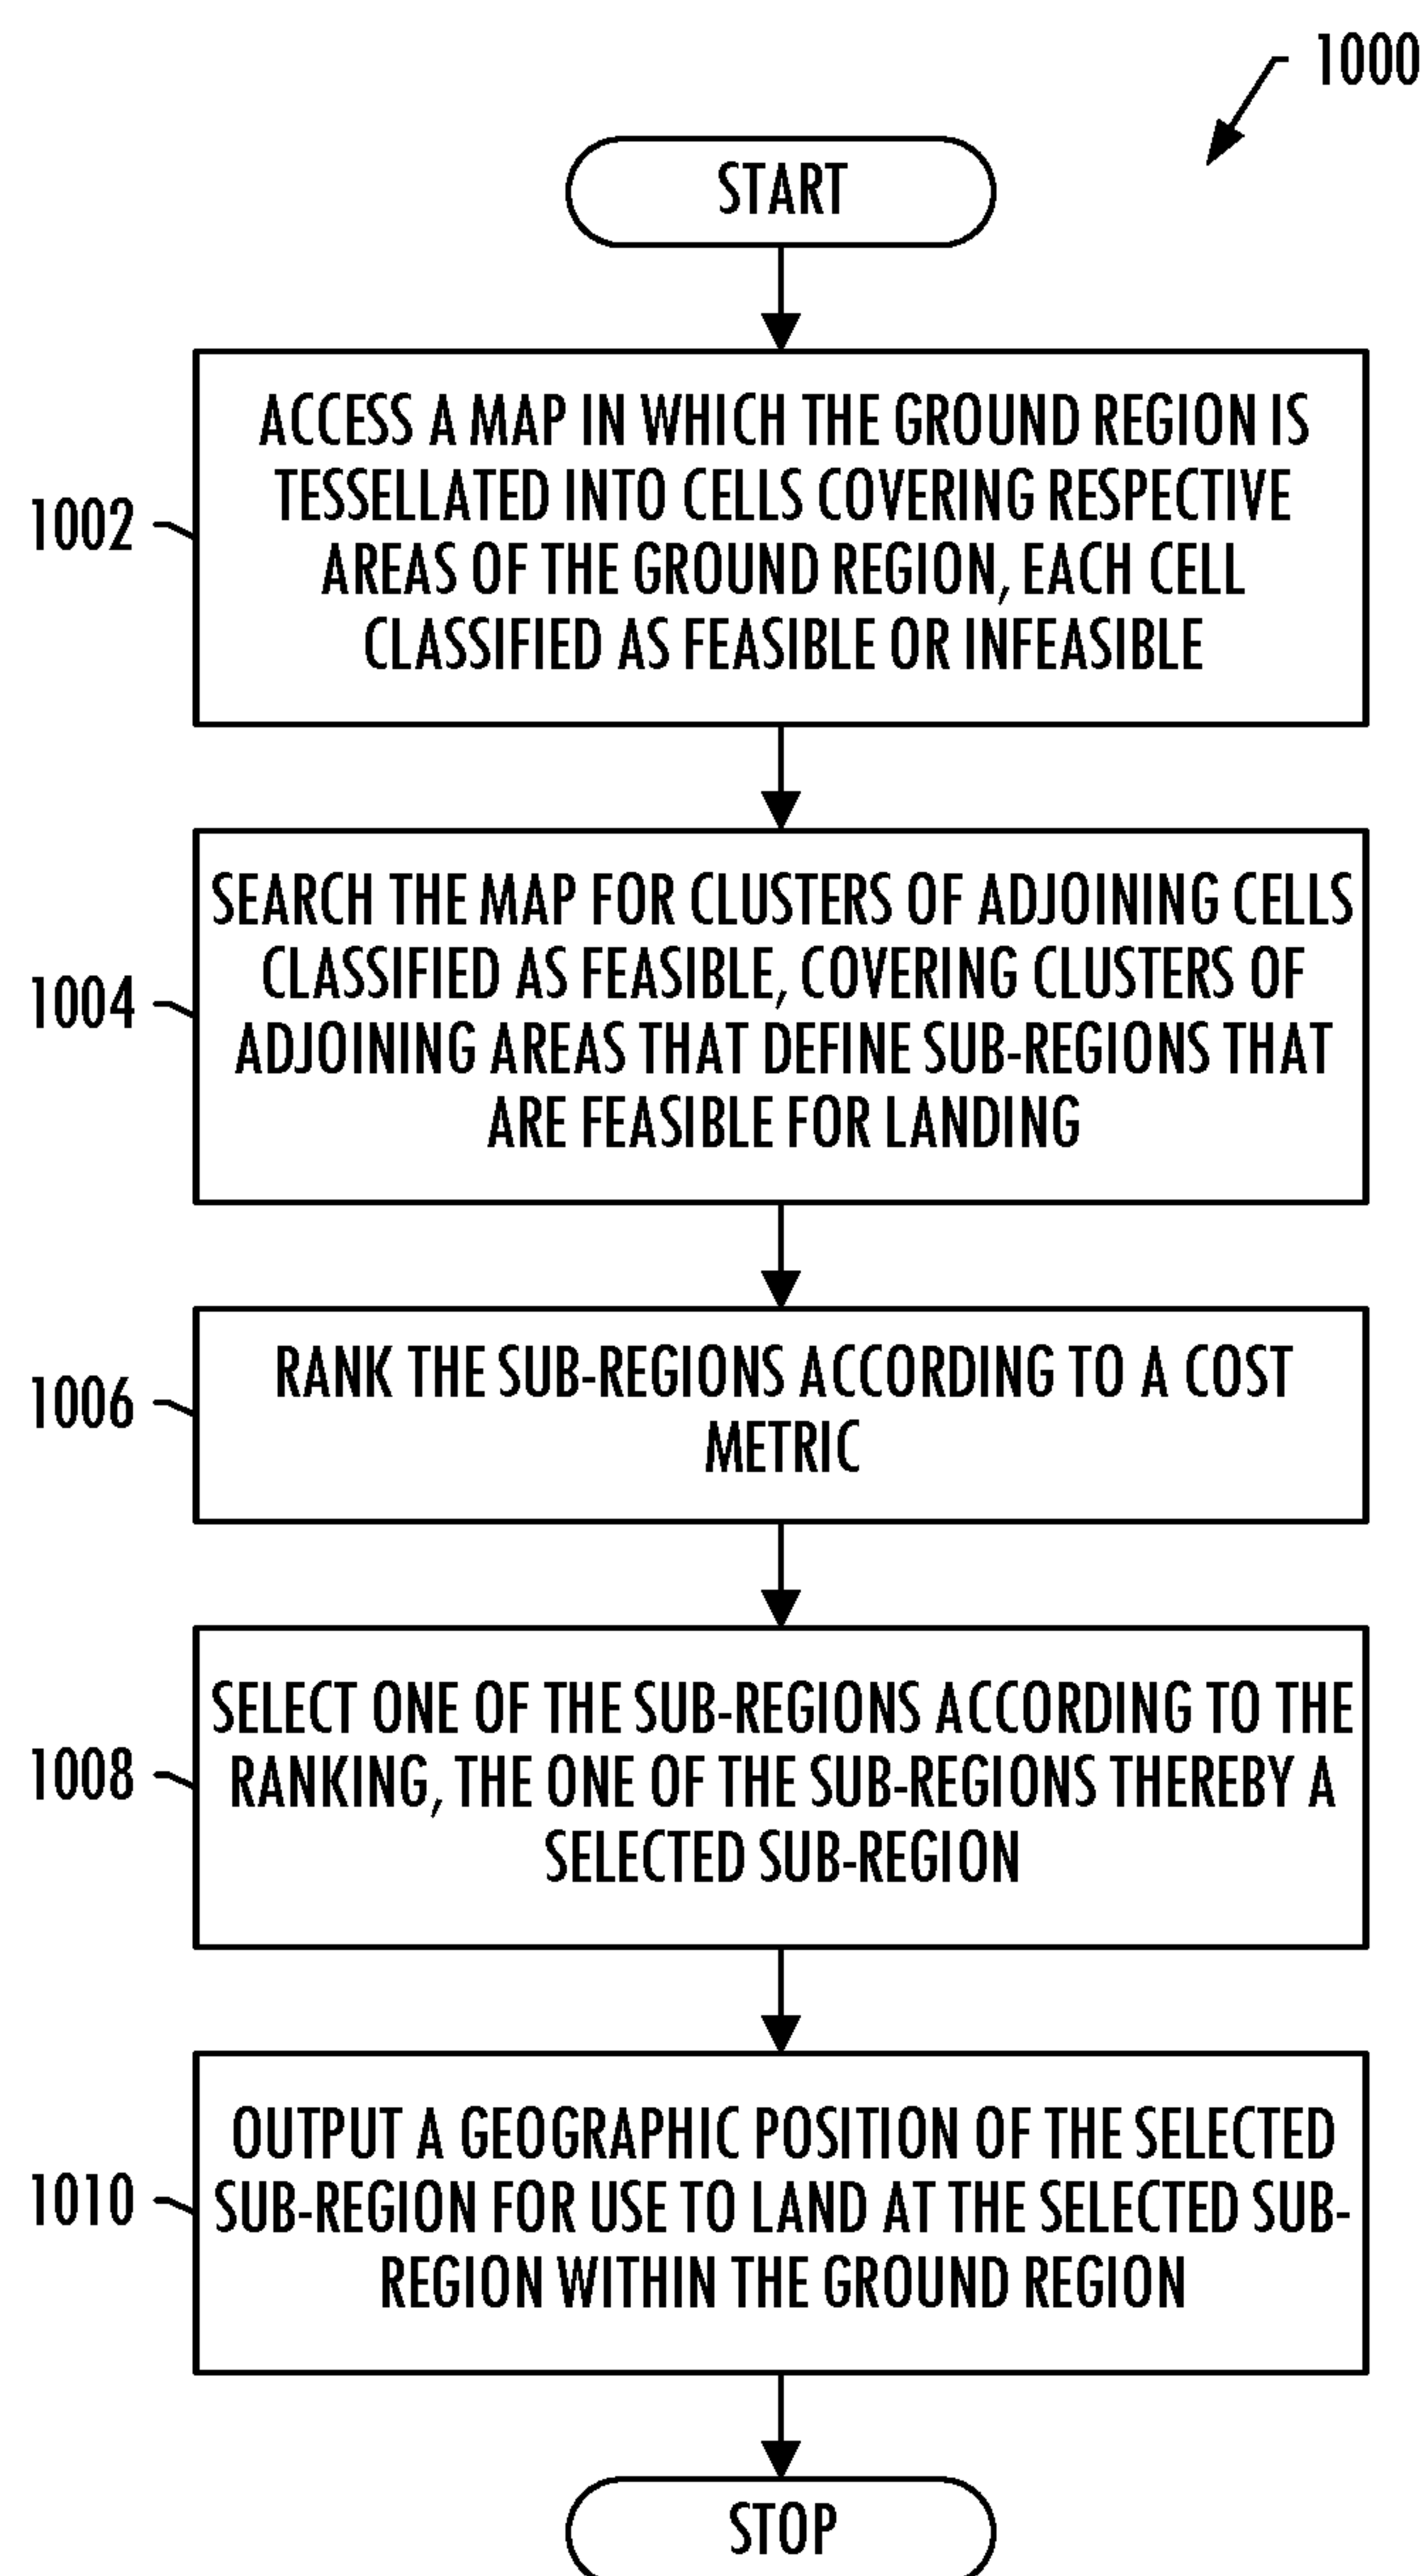 1000
START
1002
ACCESS A MAP IN WHICH THE GROUND REGION IS
TESSELLATED INTO CELLS COVERING RESPECTIVE
AREAS OF THE GROUND REGION, EACH CELL
CLASSIFIED AS FEASIBLE OR INFEASIBLE
1004
SEARCH THE MAP FOR CLUSTERS OF ADJOINING CELLS
CLASSIFIED AS FEASIBLE, COVERING CLUSTERS OF
ADJOINING AREAS THAT DEFINE SUB-REGIONS THAT
ARE FEASIBLE FOR LANDING
1006
RANK THE SUB-REGIONS ACCORDING TO A COST
METRIC
1008
SELECT ONE OF THE SUB-REGIONS ACCORDING TO THE
RANKING, THE ONE OF THE SUB-REGIONS THEREBY A
SELECTED SUB-REGION
1010
OUTPUT A GEOGRAPHIC POSITION OF THE SELECTED
SUB-REGION FOR USE TO LAND AT THE SELECTED SUB-
REGION WITHIN THE GROUND REGION
STOP